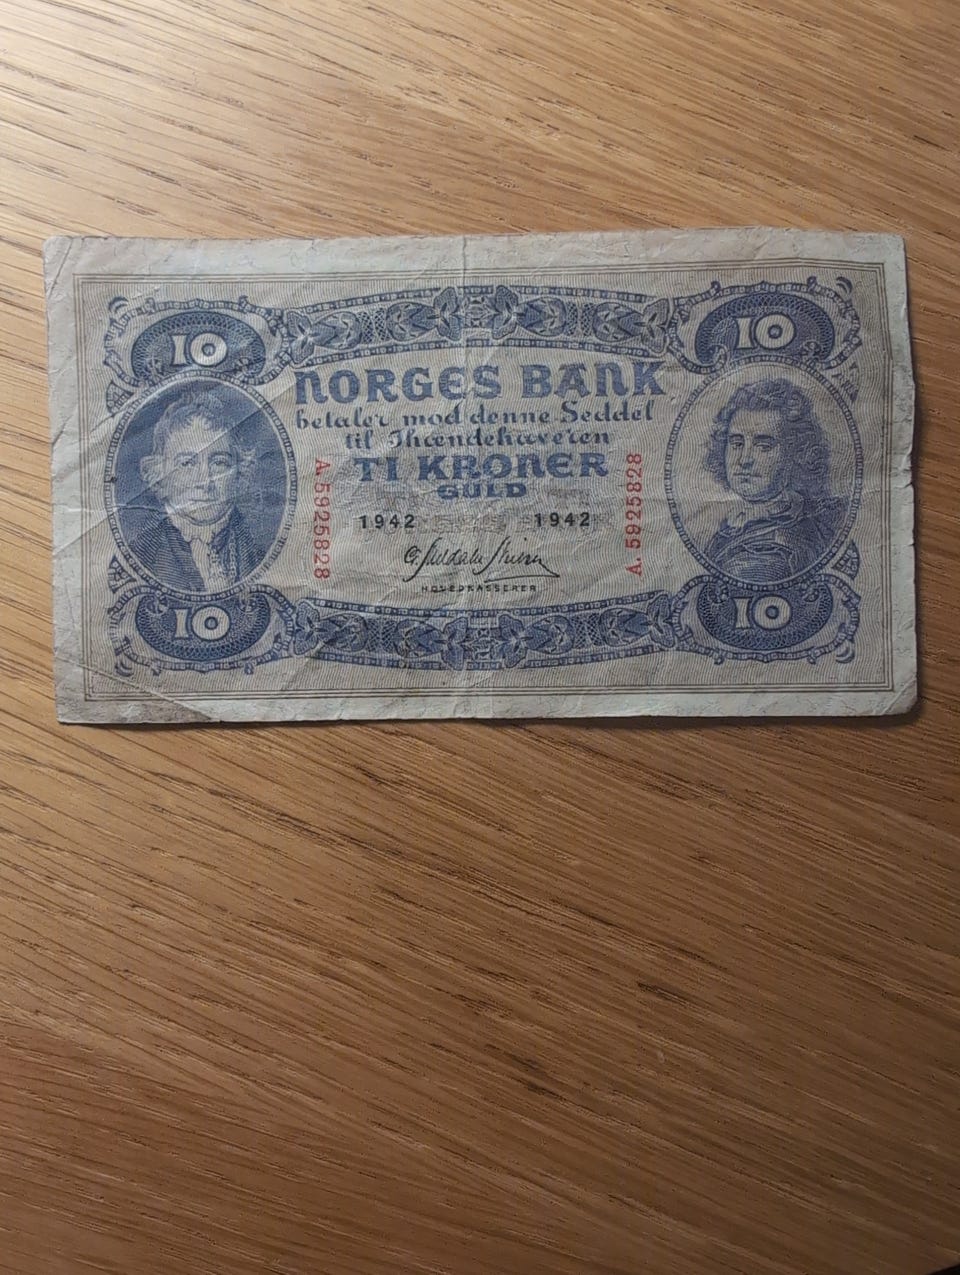 10
10
NORGES BANK
betaler mod denne Seddel
til Ihændehaveren
TI KRONER
GULD
A.5925828
A.5925828
1942
1942
HOVEDKASSERER
10
10